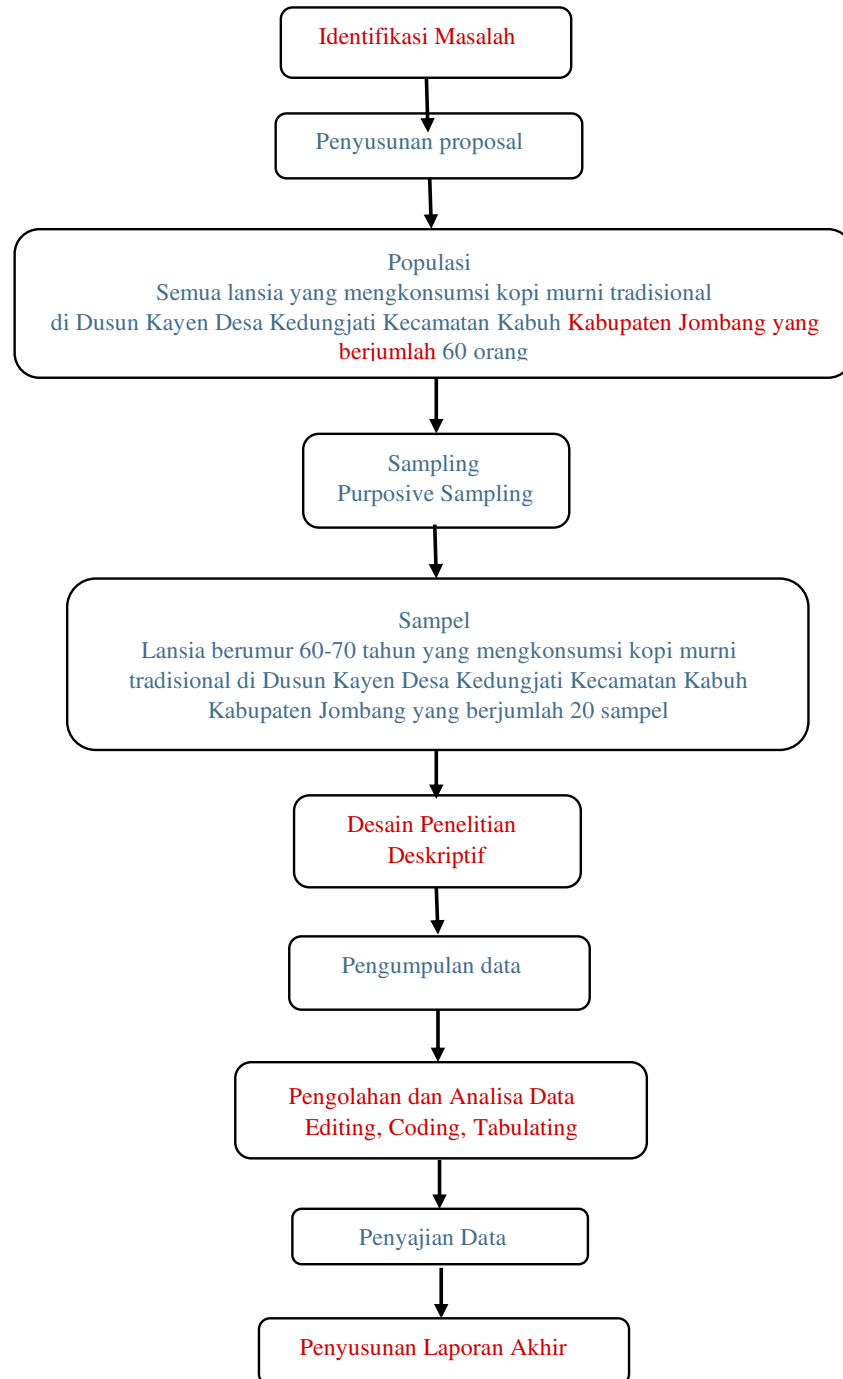 Identifikasi Masalah
Penyusunan proposal
Populasi
Semua lansia yang mengkonsumsi kopi murni tradisional
di Dusun Kayen Desa Kedungjati Kecamatan Kabuh Kabupaten Jombang yang
berjumlah 60 orang
Sampling
Purposive Sampling
Sampel
Lansia berumur 60-70 tahun yang mengkonsumsi kopi murni
tradisional di Dusun Kayen Desa Kedungjati Kecamatan Kabuh
Kabupaten Jombang yang berjumlah 20 sampel
Desain Penelitian
Deskriptif
Pengumpulan data
Pengolahan dan Analisa Data
Editing, Coding, Tabulating
Penyajian Data
Penyusunan Laporan Akhir